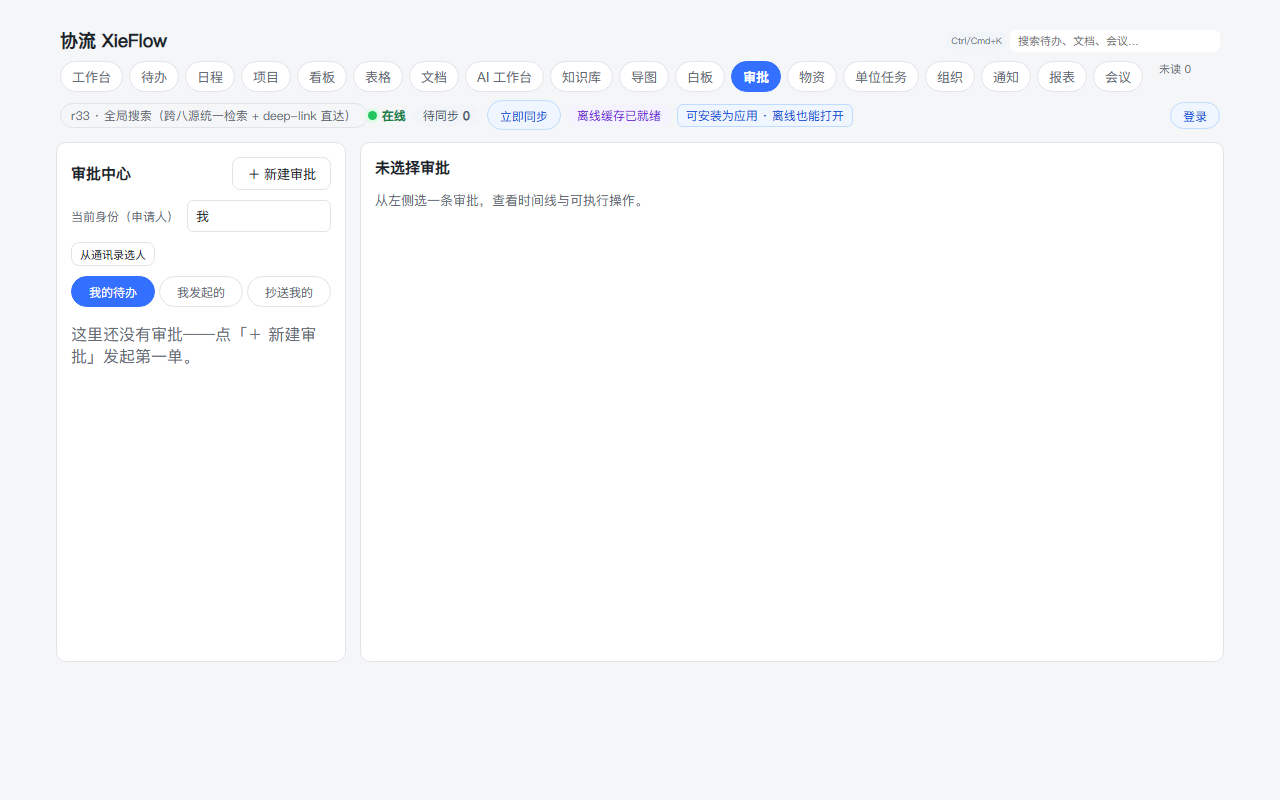 协流 XieFlow
Ctrl/Cmd+K 搜索待办、文档、会议...
工作台 待办 日程 项目 看板 表格 文档 AI 工作台 知识库 导图 白板 审批 物资 单位任务 组织 通知 报表 会议 未读 0
r33 · 全局搜索（跨八源统一检索 + deep-link 直达） 在线 待同步 0 立即同步 离线缓存已就绪 可安装为应用 · 离线也能打开 登录
审批中心 ＋ 新建审批
当前身份（申请人） 我
从通讯录选人
我的待办 我发起的 抄送我的
这里还没有审批——点「＋ 新建审
批」发起第一单。
未选择审批
从左侧选一条审批，查看时间线与可执行操作。